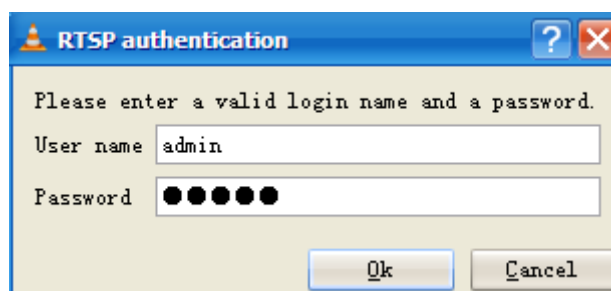 RTSP authentication
Please enter a valid login name and a password.
User name admin
Password ●●●●●
Ok Cancel